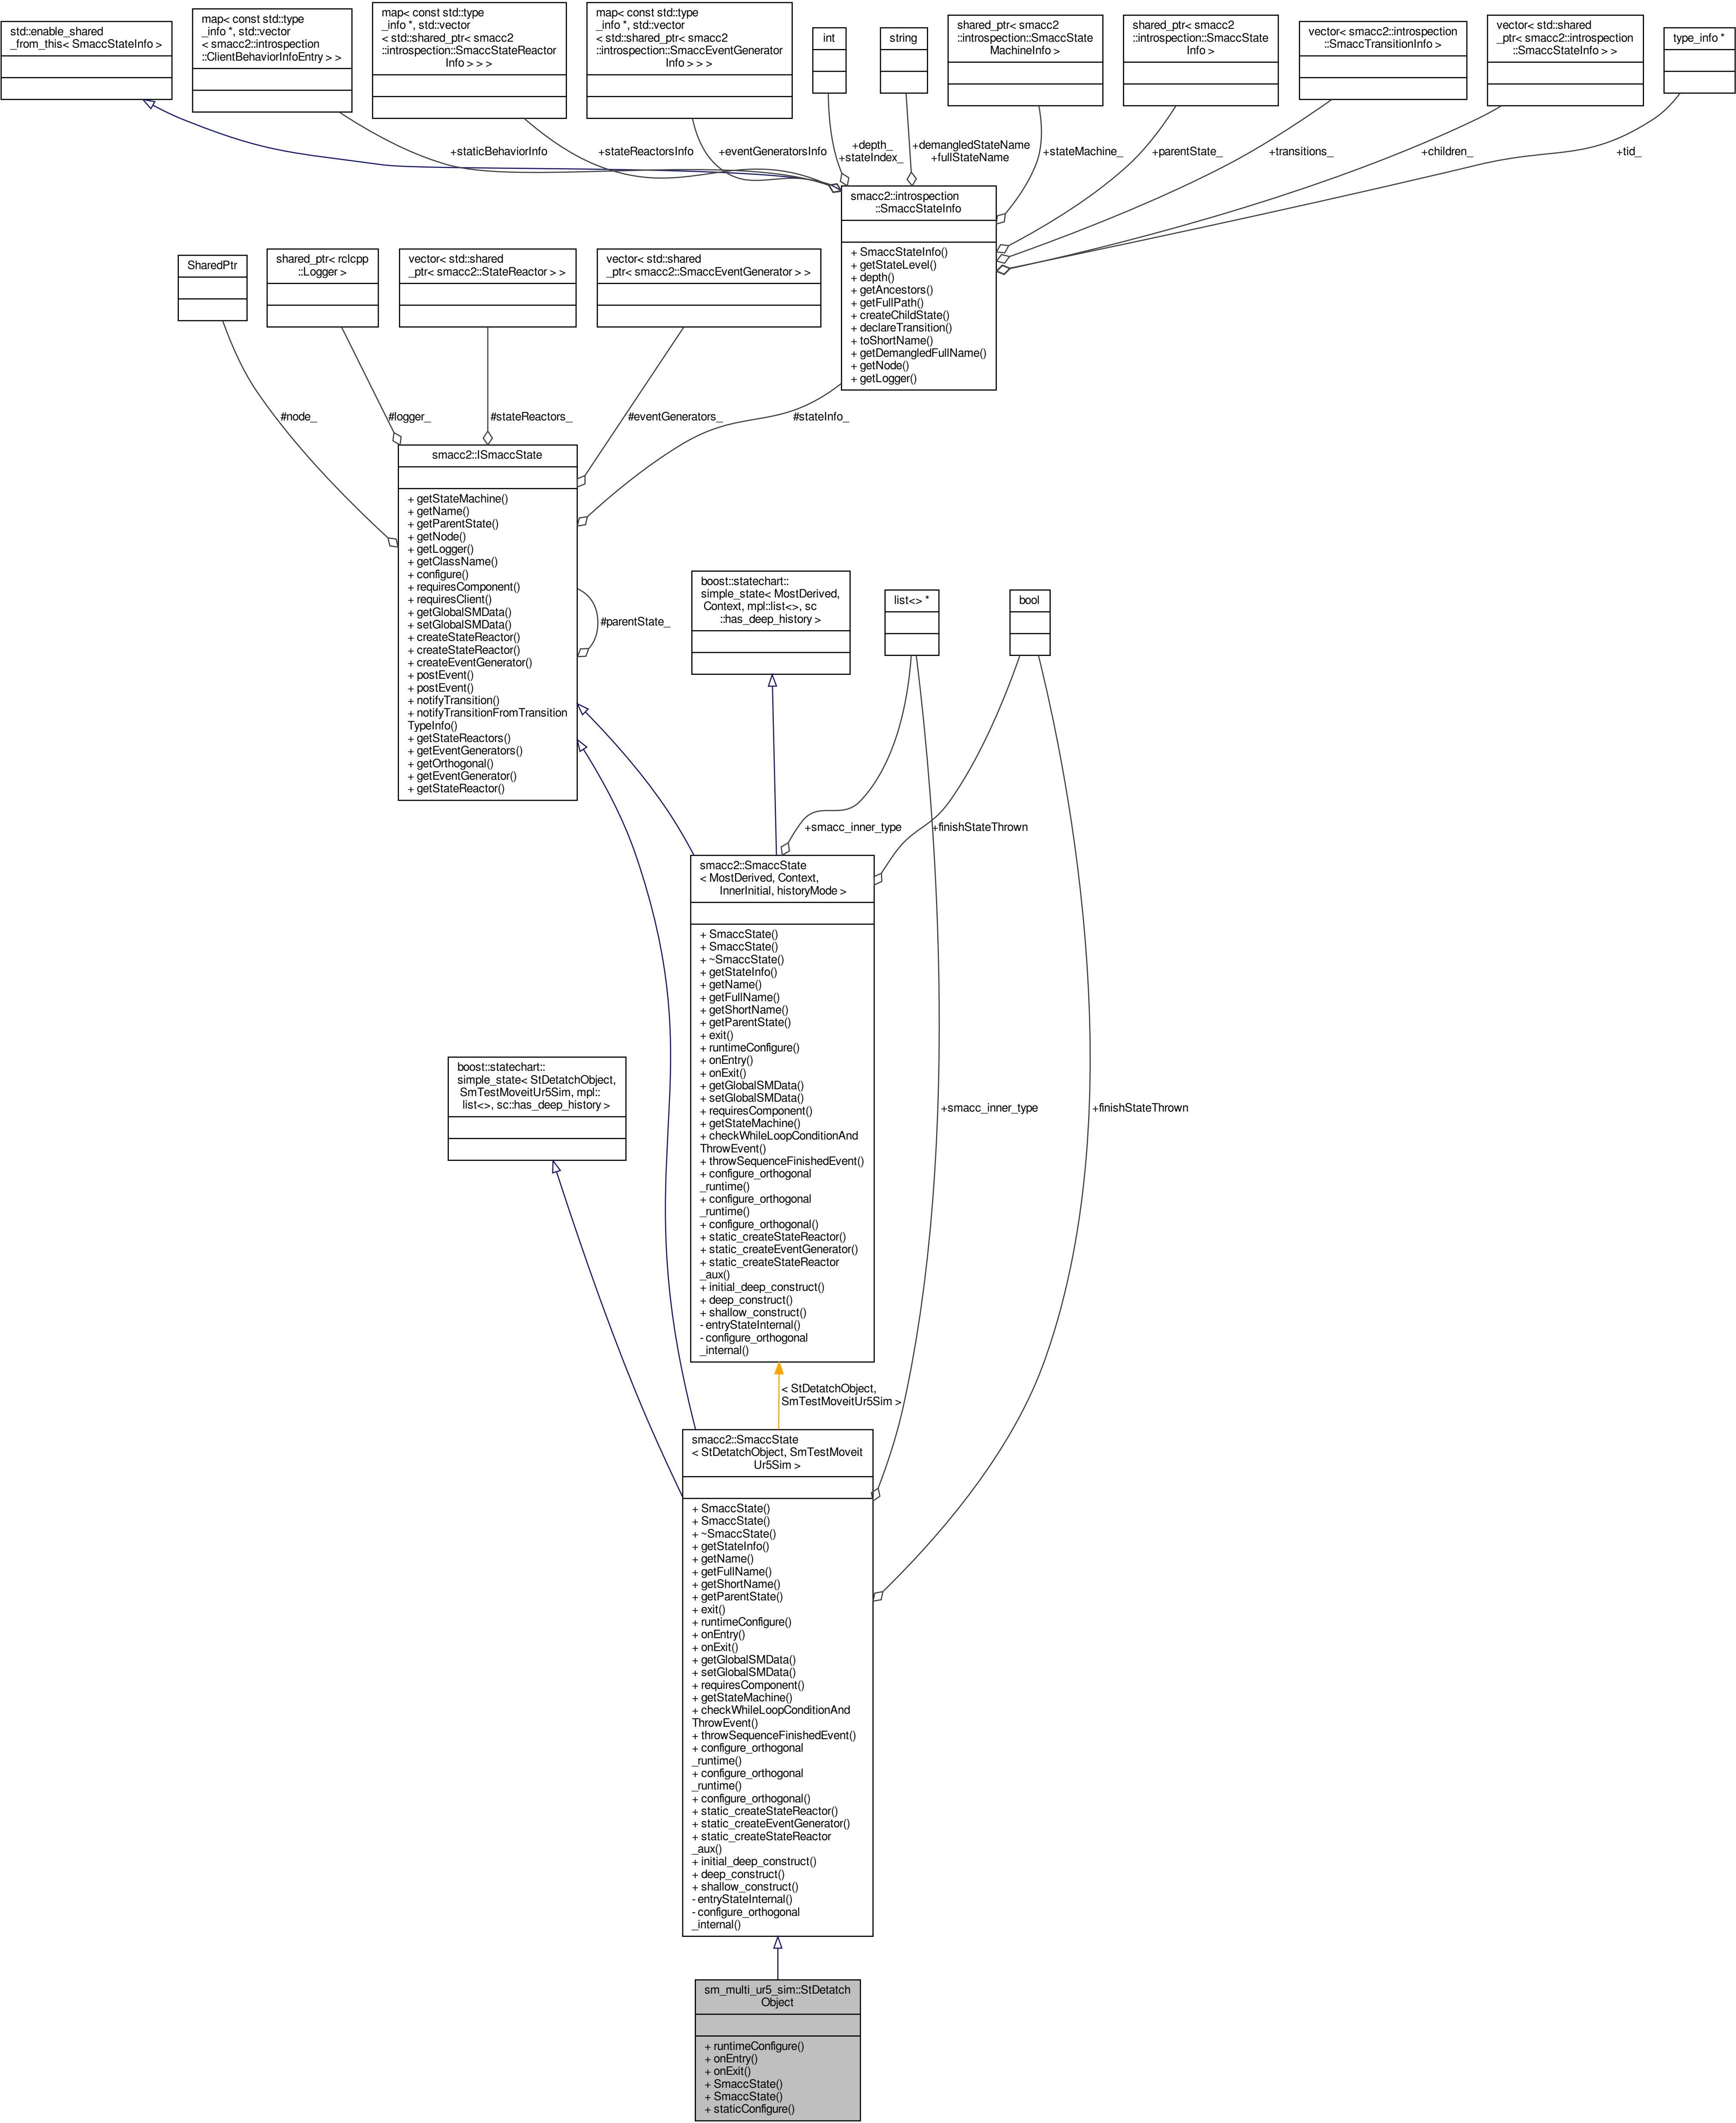 std::enable_shared
_from_this< SmaccStateInfo >
map< const std::type
_info *, std::vector
< smacc2::introspection
::ClientBehaviorInfoEntry > >
map< const std::type
_info *, std::vector
< std::shared_ptr< smacc2
::introspection::SmaccStateReactor
Info > > >
map< const std::type
_info *, std::vector
< std::shared_ptr< smacc2
::introspection::SmaccEventGenerator
Info > > >
int
string
shared_ptr< smacc2
::introspection::SmaccState
MachineInfo >
shared_ptr< smacc2
::introspection::SmaccState
Info >
vector< smacc2::introspection
::SmaccTransitionInfo >
vector< std::shared
_ptr< smacc2::introspection
::SmaccStateInfo > >
type_info *
+staticBehaviorInfo
+stateReactorsInfo
+eventGeneratorsInfo
+depth_
+stateIndex_
+demangledStateName
+fullStateName
+stateMachine_
+parentState_
+transitions_
+children_
+tid_
smacc2::introspection
::SmaccStateInfo
+ SmaccStateInfo()
+ getStateLevel()
+ depth()
+ getAncestors()
+ getFullPath()
+ createChildState()
+ declareTransition()
+ toShortName()
+ getDemangledFullName()
+ getNode()
+ getLogger()
SharedPtr
shared_ptr< rclcpp
::Logger >
vector< std::shared
_ptr< smacc2::StateReactor > >
vector< std::shared
_ptr< smacc2::SmaccEventGenerator > >
#node_
#logger_
#stateReactors_
#eventGenerators_
#stateInfo_
smacc2::ISmaccState
+ getStateMachine()
+ getName()
+ getParentState()
+ getNode()
+ getLogger()
+ getClassName()
+ configure()
+ requiresComponent()
+ requiresClient()
+ getGlobalSMData()
+ setGlobalSMData()
+ createStateReactor()
+ createStateReactor()
+ createEventGenerator()
+ postEvent()
+ postEvent()
+ notifyTransition()
+ notifyTransitionFromTransition
TypeInfo()
+ getStateReactors()
+ getEventGenerators()
+ getOrthogonal()
+ getEventGenerator()
+ getStateReactor()
#parentState_
boost::statechart::
simple_state< MostDerived,
Context, mpl::list<>, sc
::has_deep_history >
list<> *
bool
+smacc_inner_type
+finishStateThrown
smacc2::SmaccState
< MostDerived, Context,
InnerInitial, historyMode >
+ SmaccState()
+ SmaccState()
+ ~SmaccState()
+ getStateInfo()
+ getName()
+ getFullName()
+ getShortName()
+ getParentState()
+ exit()
+ runtimeConfigure()
+ onEntry()
+ onExit()
+ getGlobalSMData()
+ setGlobalSMData()
+ requiresComponent()
+ getStateMachine()
+ checkWhileLoopConditionAnd
ThrowEvent()
+ throwSequenceFinishedEvent()
+ configure_orthogonal
_runtime()
+ configure_orthogonal
_runtime()
+ configure_orthogonal()
+ static_createStateReactor()
+ static_createEventGenerator()
+ static_createStateReactor
_aux()
+ initial_deep_construct()
+ deep_construct()
+ shallow_construct()
- entryStateInternal()
- configure_orthogonal
_internal()
boost::statechart::
simple_state< StDetatchObject,
SmTestMoveitUr5Sim, mpl::
list<>, sc::has_deep_history >
+smacc_inner_type
+finishStateThrown
< StDetatchObject,
SmTestMoveitUr5Sim >
smacc2::SmaccState
< StDetatchObject, SmTestMoveit
Ur5Sim >
+ SmaccState()
+ SmaccState()
+ ~SmaccState()
+ getStateInfo()
+ getName()
+ getFullName()
+ getShortName()
+ getParentState()
+ exit()
+ runtimeConfigure()
+ onEntry()
+ onExit()
+ getGlobalSMData()
+ setGlobalSMData()
+ requiresComponent()
+ getStateMachine()
+ checkWhileLoopConditionAnd
ThrowEvent()
+ throwSequenceFinishedEvent()
+ configure_orthogonal
_runtime()
+ configure_orthogonal
_runtime()
+ configure_orthogonal()
+ static_createStateReactor()
+ static_createEventGenerator()
+ static_createStateReactor
_aux()
+ initial_deep_construct()
+ deep_construct()
+ shallow_construct()
- entryStateInternal()
- configure_orthogonal
_internal()
sm_multi_ur5_sim::StDetatch
Object
+ runtimeConfigure()
+ onEntry()
+ onExit()
+ SmaccState()
+ SmaccState()
+ staticConfigure()